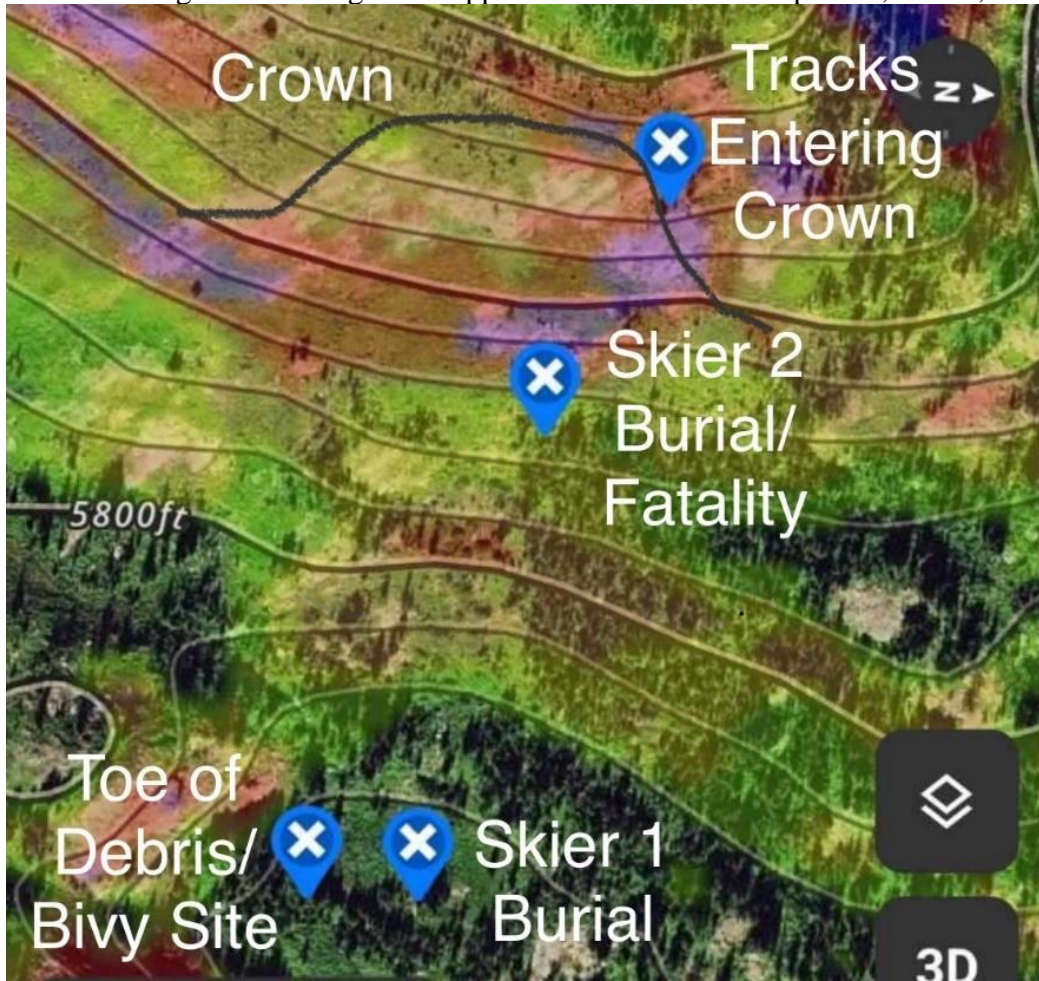 Crown
Tracks
Entering
Crown
N
Skier 2
Burial/
Fatality
5800ft
Toe of
Debris/
Bivy Site
Skier 1
Burial
3D